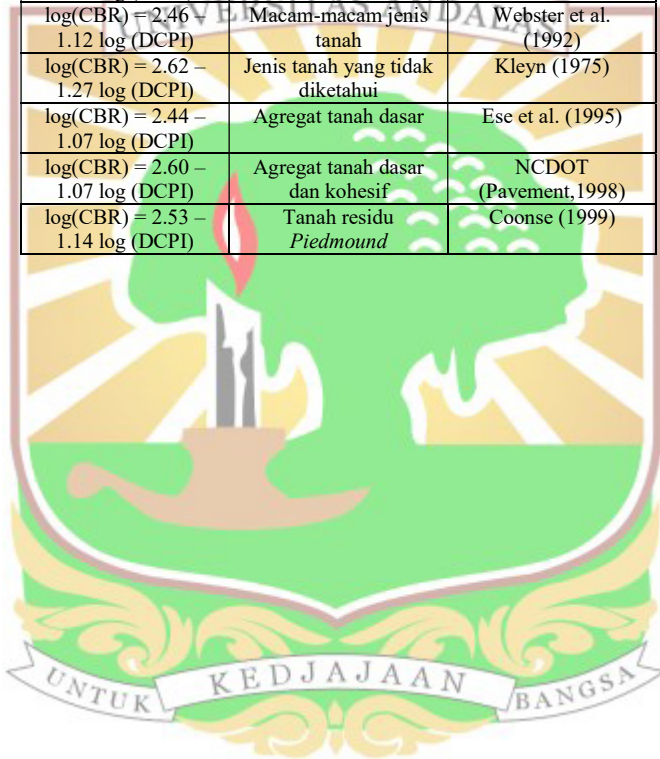 UNIVERSITAS ANDALAS
log(CBR) = 2.46 – Macam-macam jenis Webster et al.
1.12 log (DCPI) tanah (1992)
log(CBR) = 2.62 – Jenis tanah yang tidak Kleyn (1975)
1.27 log (DCPI) diketahui
log(CBR) = 2.44 – Agregat tanah dasar Ese et al. (1995)
1.07 log (DCPI)
log(CBR) = 2.60 – Agregat tanah dasar NCDOT
1.07 log (DCPI) dan kohesif (Pavement,1998)
log(CBR) = 2.53 – Tanah residu Coonse (1999)
1.14 log (DCPI) Piedmound
UNTUK KEDJAJAAN BANGSA